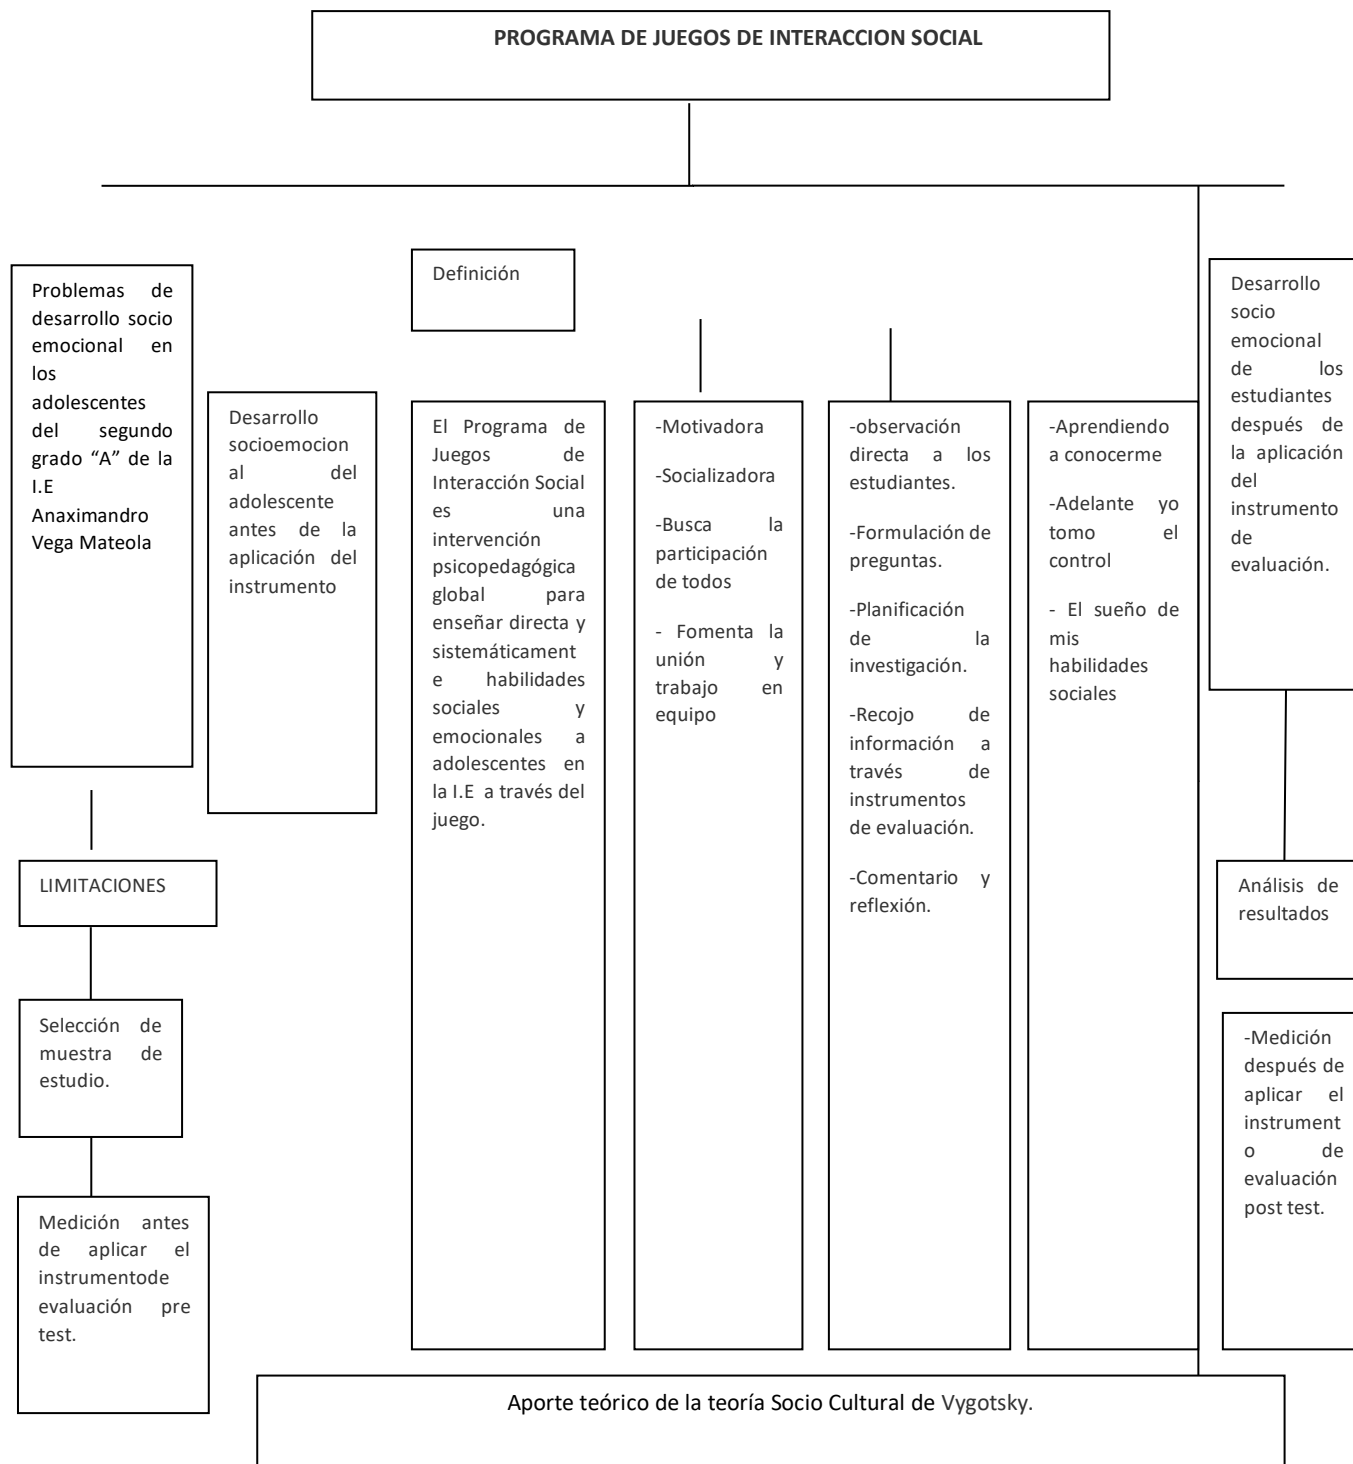 PROGRAMA DE JUEGOS DE INTERACCION SOCIAL
Problemas de
desarrollo socio
emocional en
los
adolescentes
del segundo
grado “A” de la
I.E
Anaximandro
Vega Mateola
LIMITACIONES
Selección de
muestra de
estudio.
Medición antes
de aplicar el
instrumentode
evaluación pre
test.
Desarrollo
socioemocion
al del
adolescente
antes de la
aplicación del
instrumento
Definición
El Programa de
Juegos de
Interacción Social
es una
intervención
psicopedagógica
global para
enseñar directa y
sistemáticament
e habilidades
sociales y
emocionales a
adolescentes en
la I.E a través del
juego.
-Motivadora
-Socializadora
-Busca la
participación
de todos
- Fomenta la
unión y
trabajo en
equipo
-observación
directa a los
estudiantes.
-Formulación de
preguntas.
-Planificación
de la
investigación.
-Recojo de
información a
través de
instrumentos
de evaluación.
-Comentario y
reflexión.
-Aprendiendo
a conocerme
-Adelante yo
tomo el
control
- El sueño de
mis
habilidades
sociales
Desarrollo
socio
emocional
de los
estudiantes
después de
la aplicación
del
instrumento
de
evaluación.
Análisis de
resultados
-Medición
después de
aplicar el
instrument
o de
evaluación
post test.
Aporte teórico de la teoría Socio Cultural de Vygotsky.